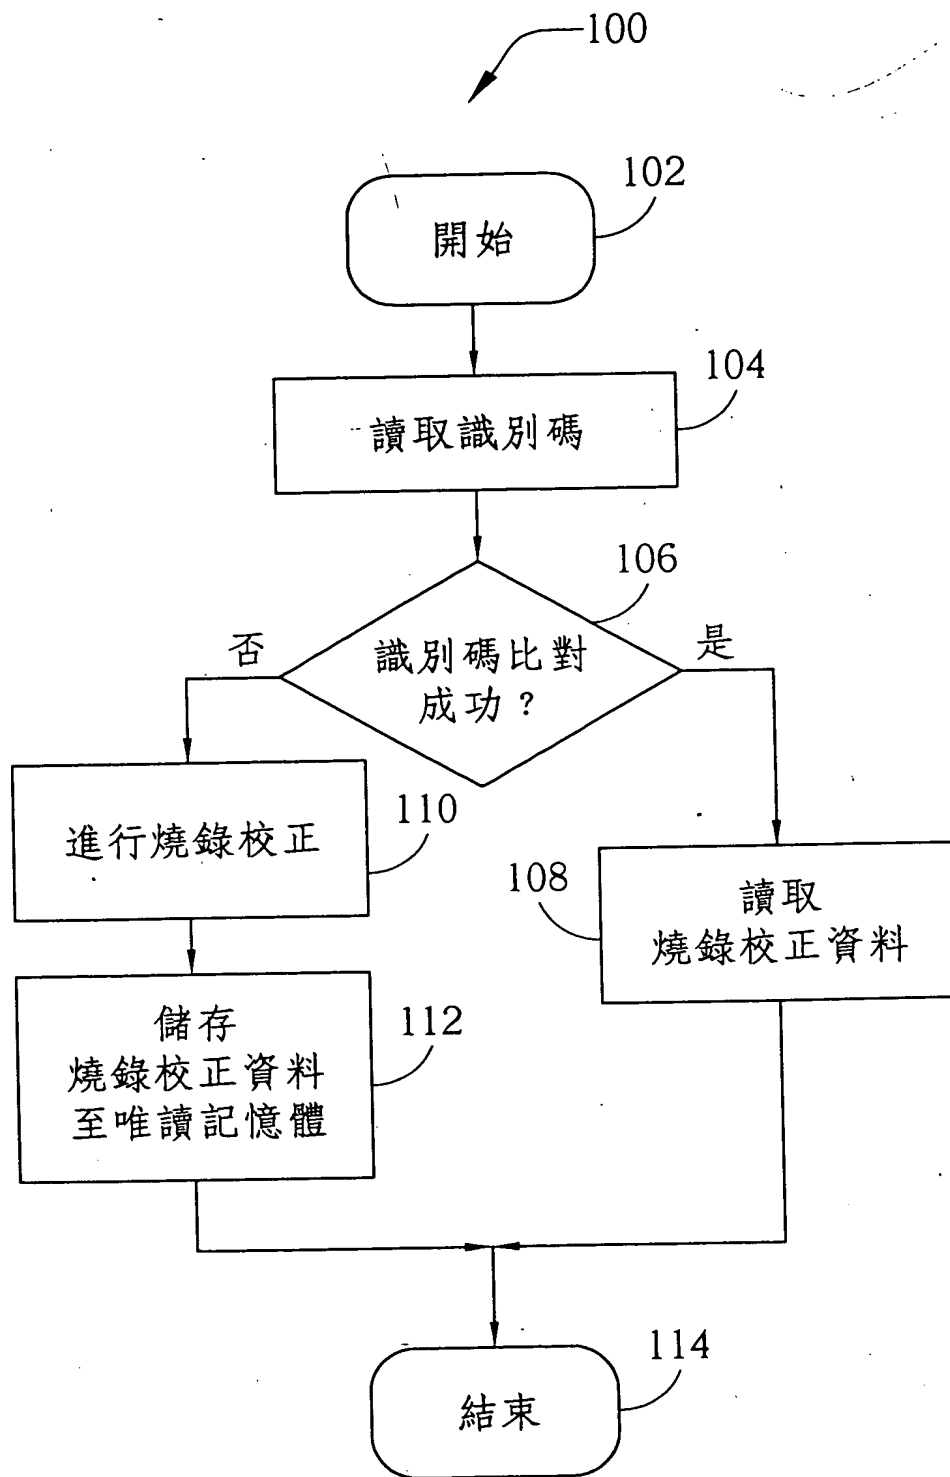 100
102
開始
104
讀取識別碼
106
否
是
識別碼比對
成功？
110
進行燒錄校正
108
讀取
燒錄校正資料
112
儲存
燒錄校正資料
至唯讀記憶體
114
結束